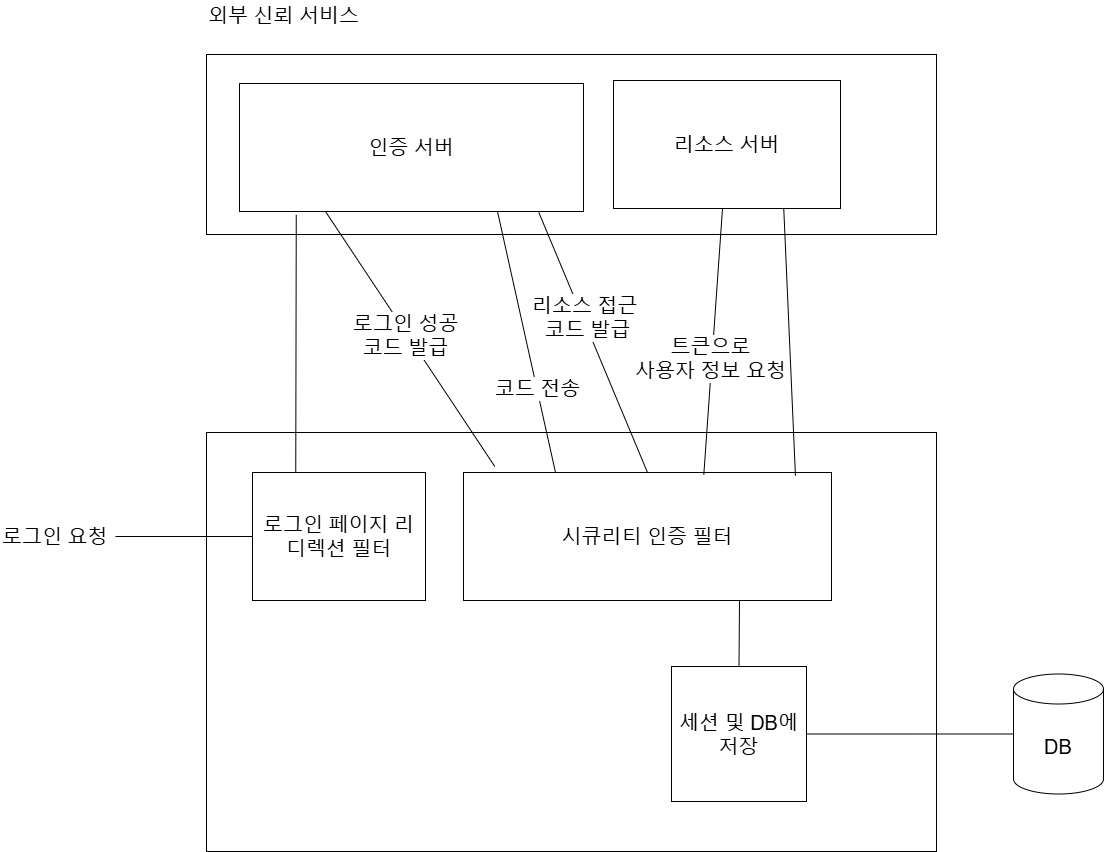 외부 신뢰 서비스
인증 서버
리소스 서버
로그인 성공
코드 발급
리소스 접근
코드 발급
코드 전송
트큰으로
사용자 정보 요청
로그인 요청
로그인 페이지 리
디렉션 필터
시큐리티 인증 필터
세션 및 DB에
저장
DB